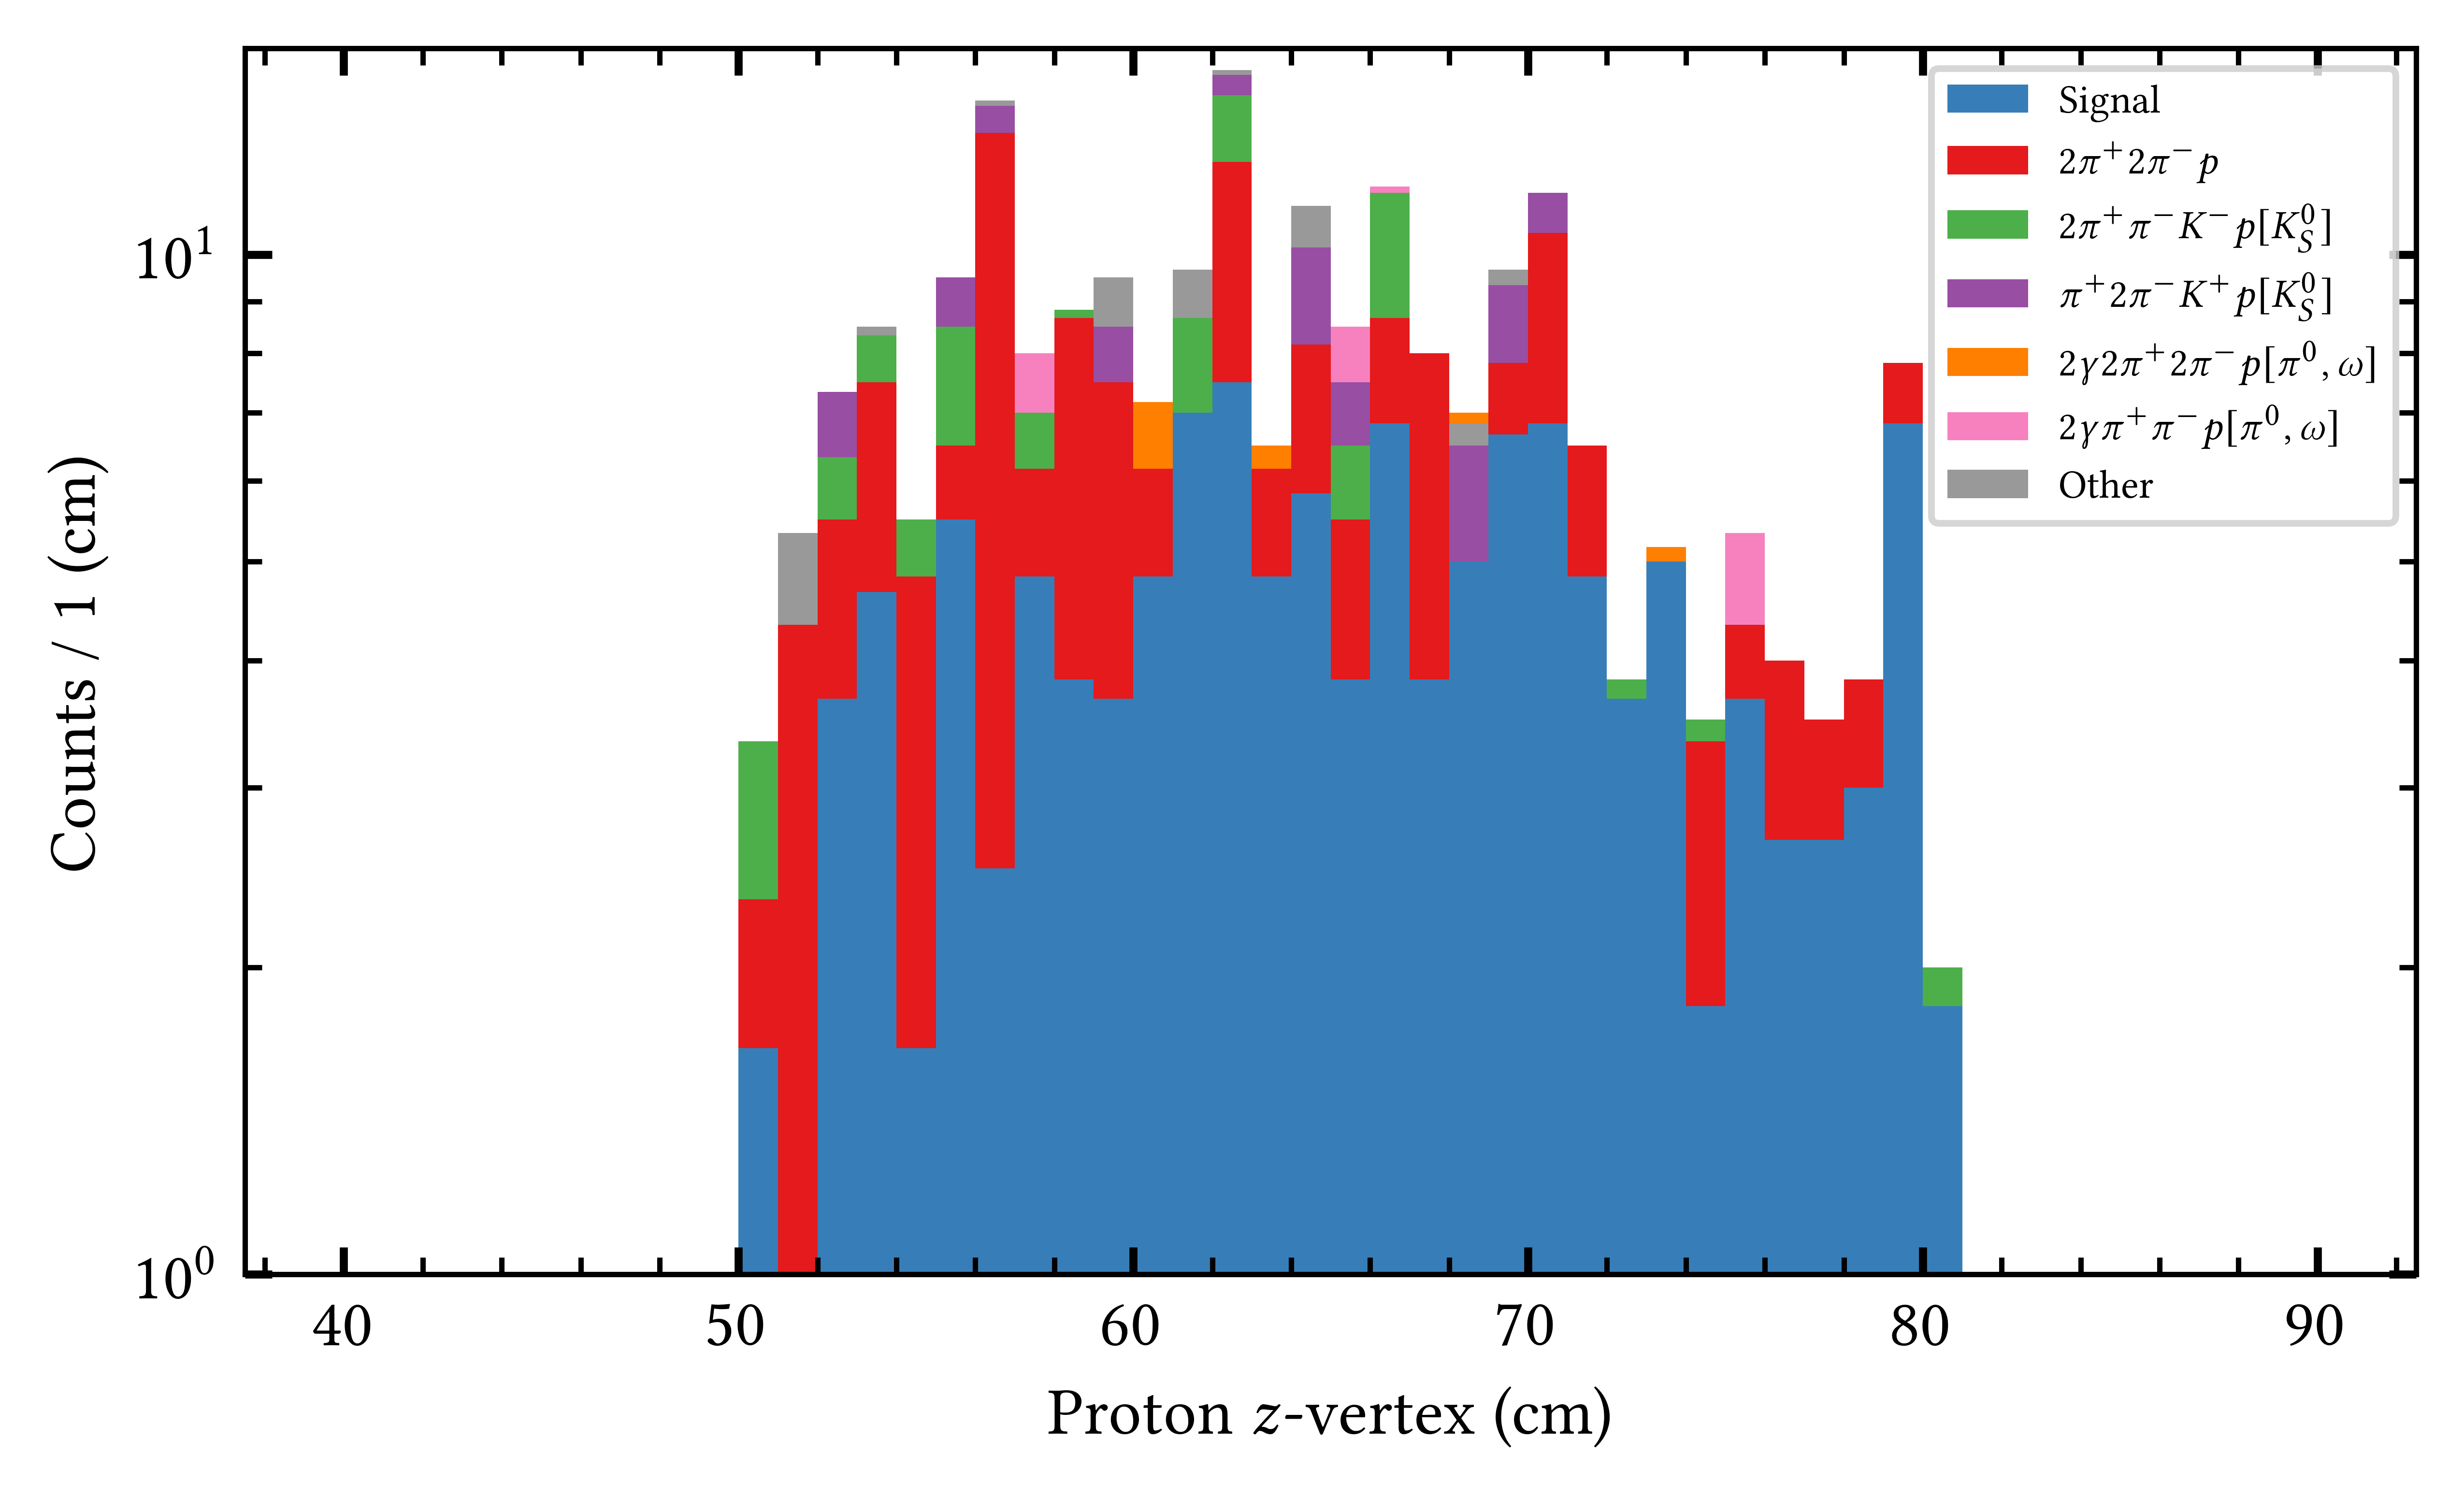 Counts / 1 (cm)
10¹
10⁰
Signal
2π⁺2π⁻p
2π⁺π⁻K⁻p[K⁰_S]
π⁺2π⁻K⁺p[K⁰_S]
2γ2π⁺2π⁻p[π⁰, ω]
2γπ⁺π⁻p[π⁰, ω]
Other
40 50 60 70 80 90
Proton z-vertex (cm)